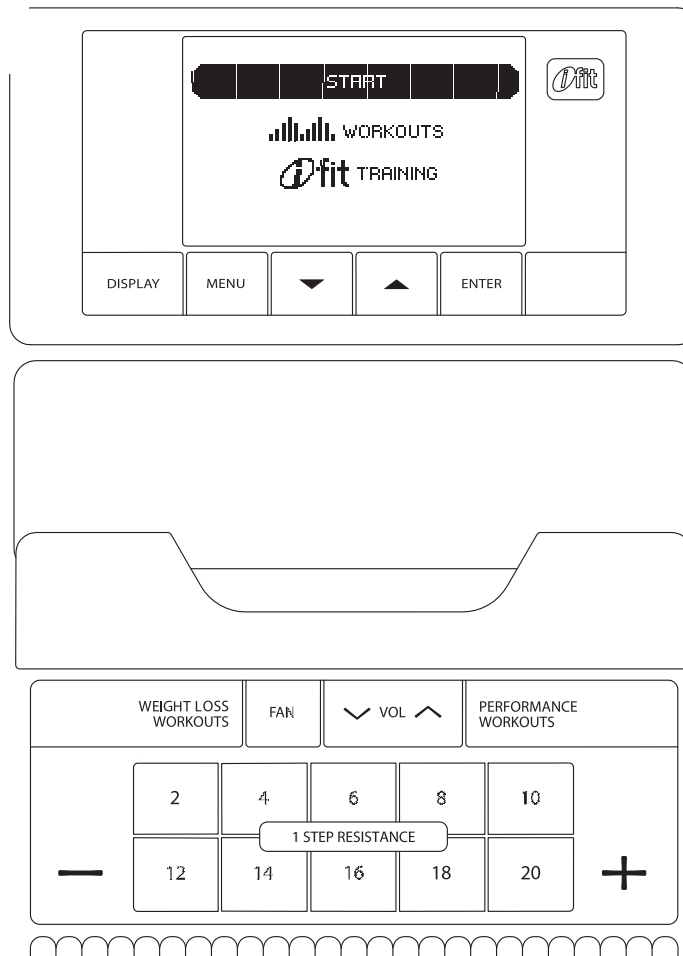 START
ifit
WORKOUTS
ifit TRAINING
DISPLAY MENU ENTER
WEIGHT LOSS
WORKOUTS
FAN
VOL
PERFORMANCE
WORKOUTS
2 4 6 8 10
1 STEP RESISTANCE
12 14 16 18 20